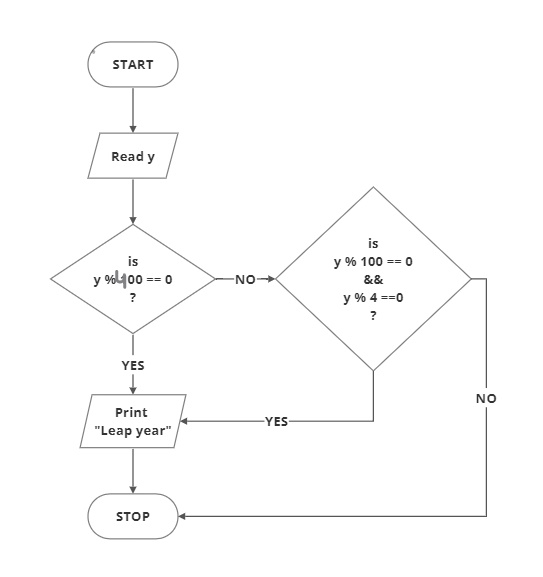 START
Read y
is
y % 400 == 0
?
NO
is
y % 100 == 0
&&
y % 4 ==0
?
YES
NO
Print
"Leap year"
YES
STOP